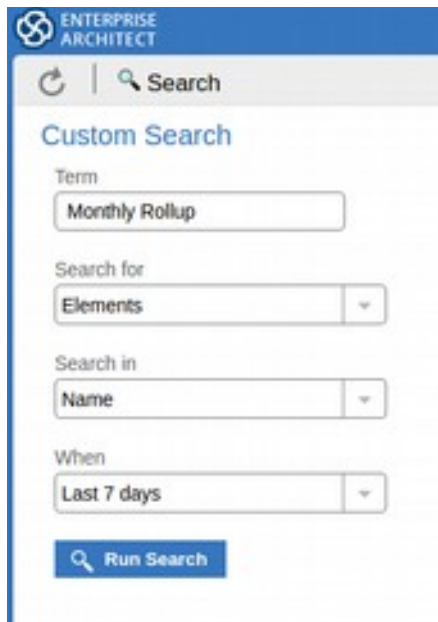 ENTERPRISE
ARCHITECT
Search
Custom Search
Term
Monthly Rollup
Search for
Elements
Search in
Name
When
Last 7 days
Run Search